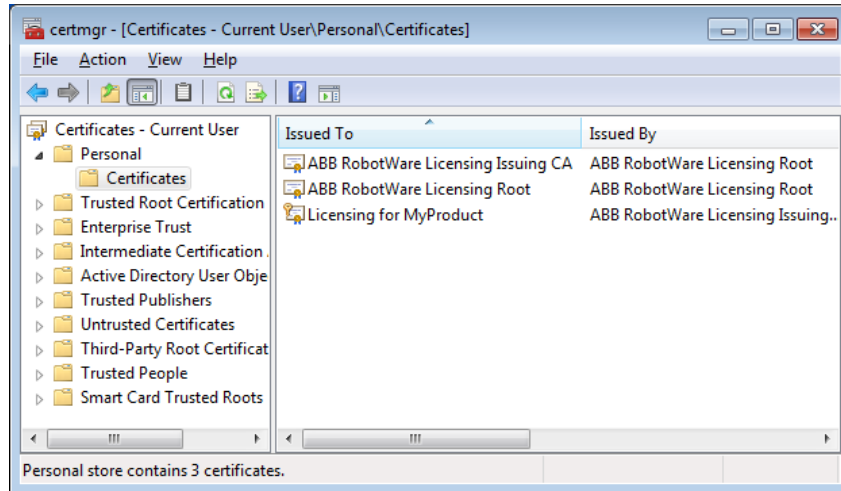 certmgr - [Certificates - Current User\Personal\Certificates]
File Action View Help
Certificates - Current User
Personal
Certificates
Trusted Root Certification
Enterprise Trust
Intermediate Certification
Active Directory User Obje
Trusted Publishers
Untrusted Certificates
Third-Party Root Certificat
Trusted People
Smart Card Trusted Roots
Issued To Issued By
ABB RobotWare Licensing Issuing CA ABB RobotWare Licensing Root
ABB RobotWare Licensing Root ABB RobotWare Licensing Root
Licensing for MyProduct ABB RobotWare Licensing Issuing..
Personal store contains 3 certificates.